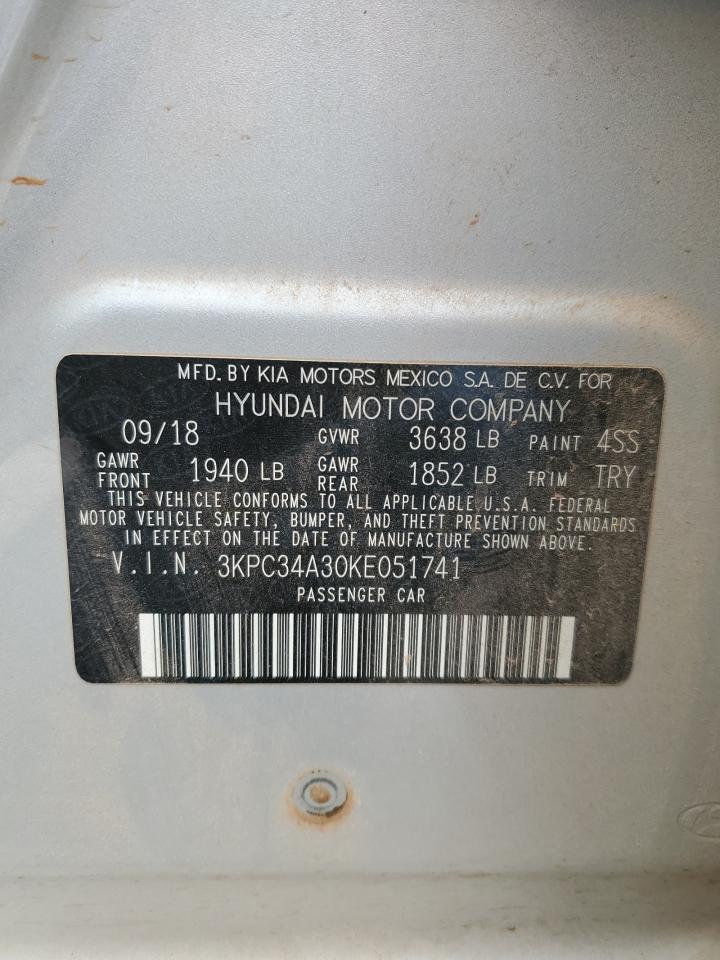 MFD. BY KIA MOTORS MEXICO S.A. DE C.V. FOR
HYUNDAI MOTOR COMPANY
09/18 GVWR 3638 LB PAINT 4SS
GAWR FRONT 1940 LB GAWR REAR 1852 LB TRIM TRY
THIS VEHICLE CONFORMS TO ALL APPLICABLE U.S.A. FEDERAL
MOTOR VEHICLE SAFETY, BUMPER, AND THEFT PREVENTION STANDARDS
IN EFFECT ON THE DATE OF MANUFACTURE SHOWN ABOVE.
V.I.N. 3KPC34A30KE051741
PASSENGER CAR